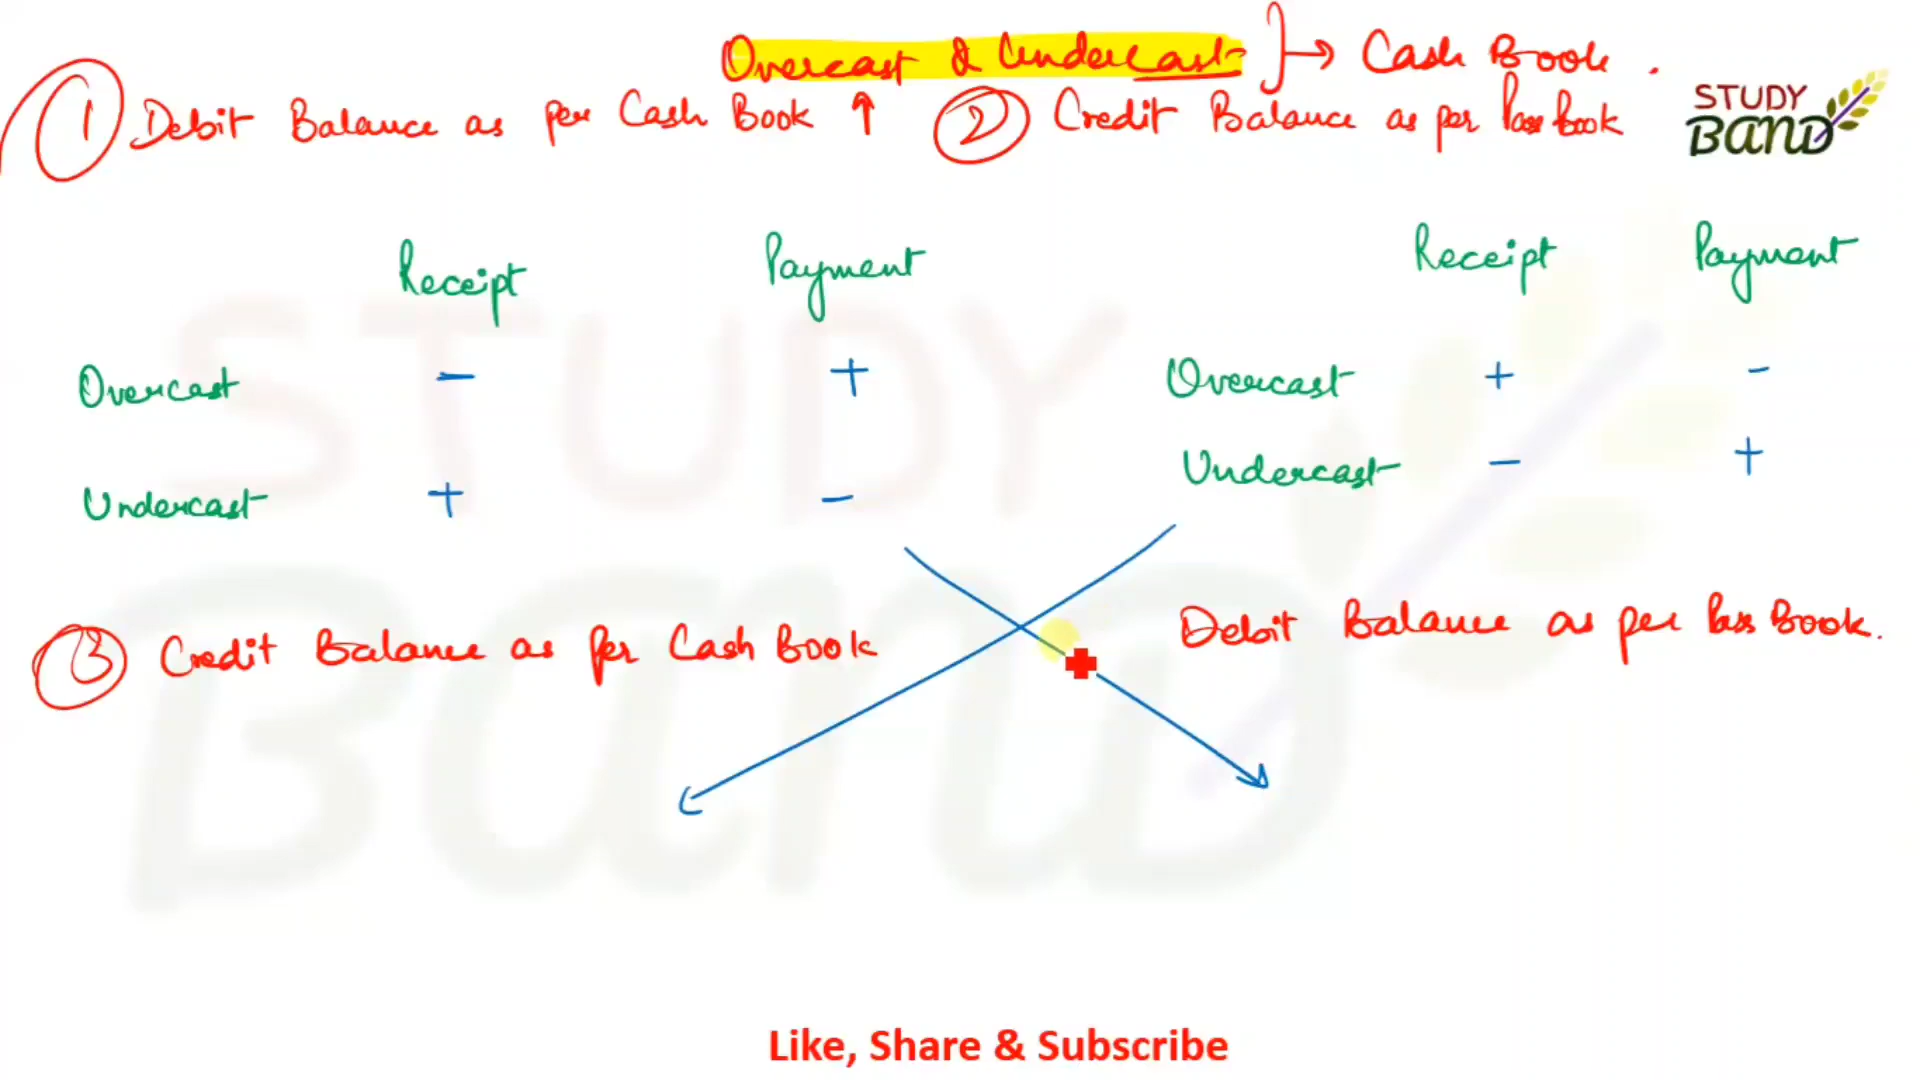 Overcast & Undercast } → Cash Book.
① Debit Balance as per Cash Book ↑ ② Credit Balance as per Pass Book
STUDY
BAND
Receipt Payment Receipt Payment
Overcast - + Overcast + -
Undercast + - Undercast - +
③ Credit Balance as Per Cash Book Debit Balance as per Pass Book.
STUDY
BAND
Like, Share & Subscribe